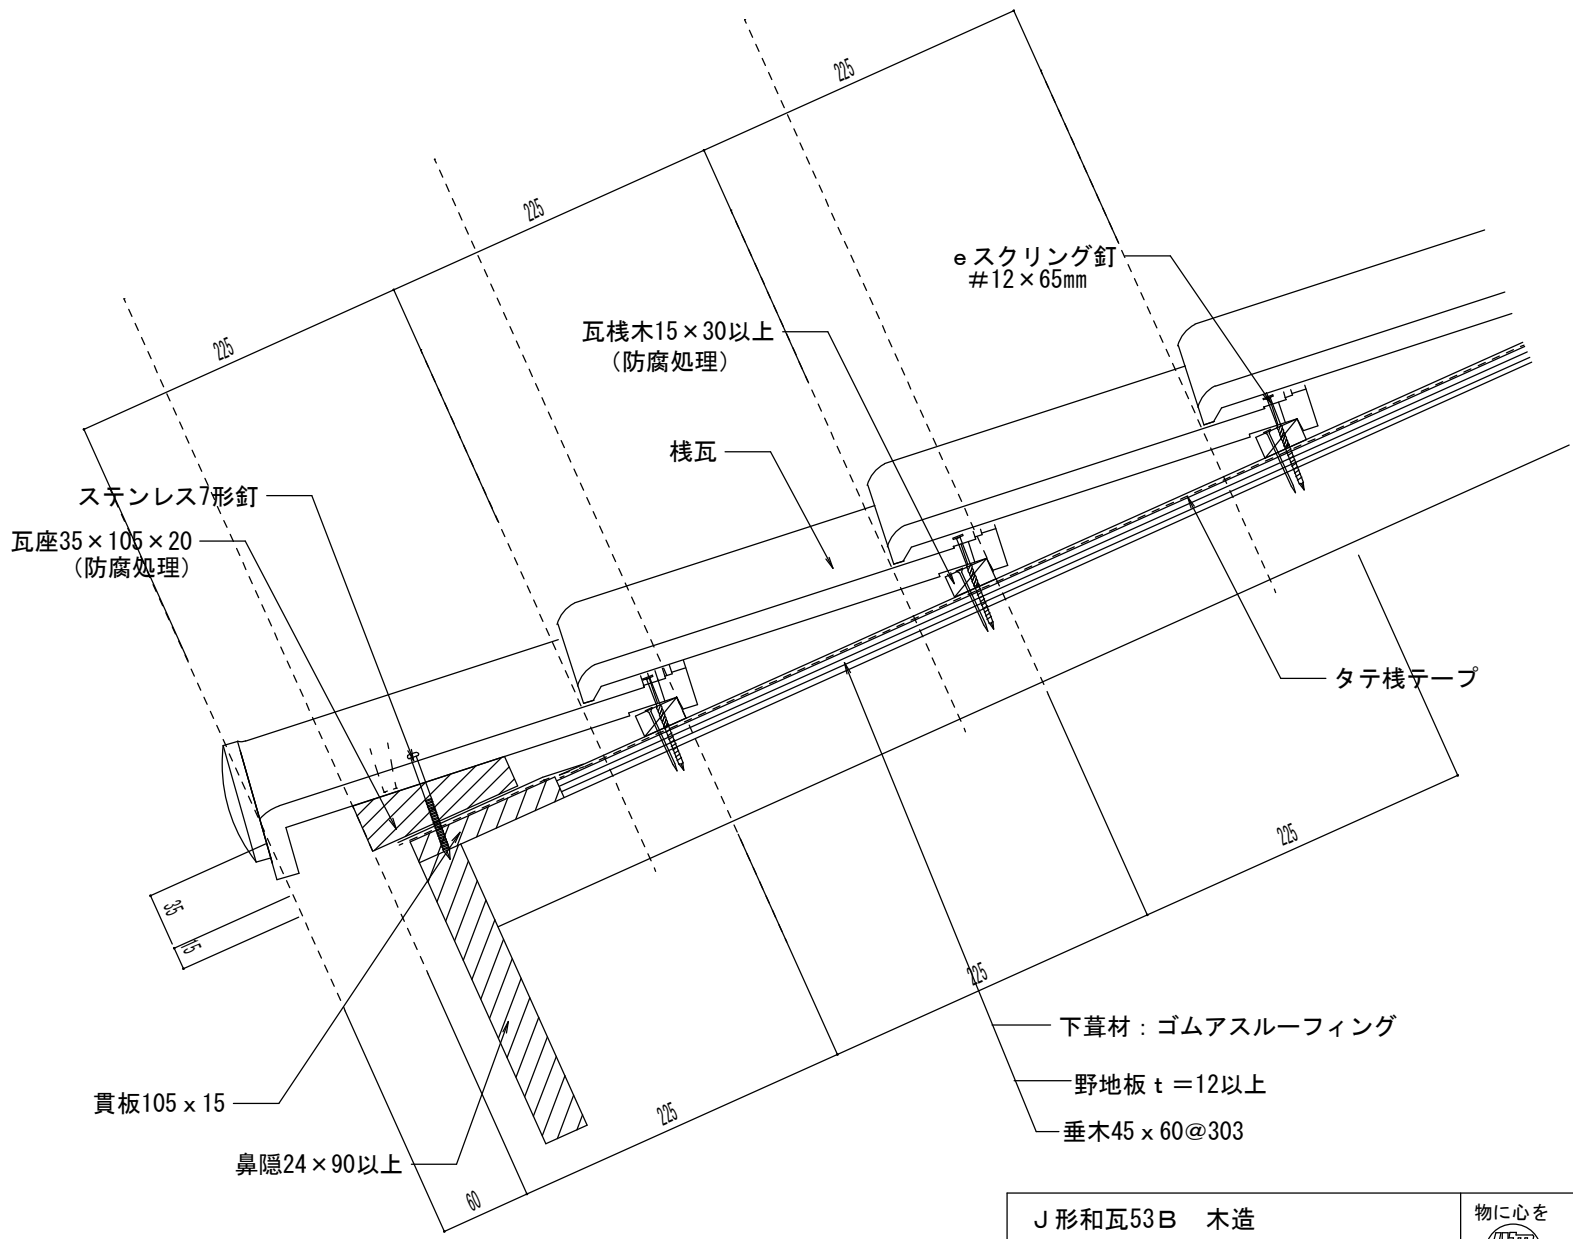 225
225
225
eスクリング釘
#12×65mm
瓦桟木15×30以上
(防腐処理)
桟瓦
ステンレス7形釘
瓦座35×105×20
(防腐処理)
タテ桟テープ
35
15
225
225
225
60
下葺材:ゴムアスルーフィング
野地板t=12以上
垂木45x60@303
貫板105x15
鼻隠24×90以上
J形和瓦53B 木造
物に心を